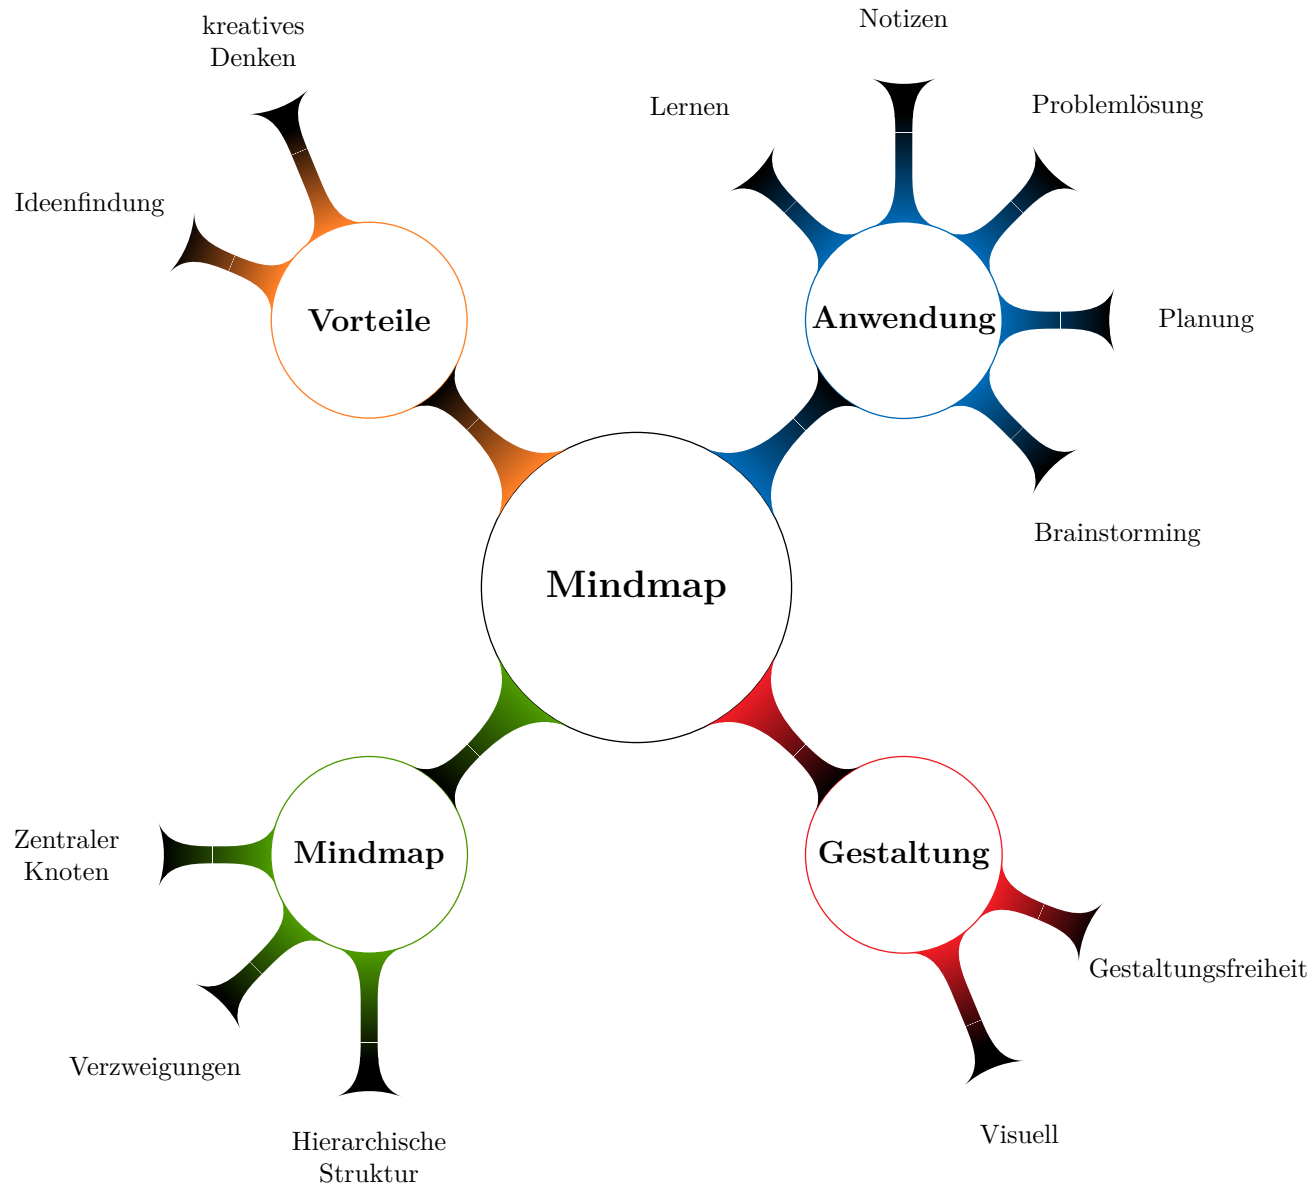 kreatives
Denken
Ideenfindung
Vorteile
Notizen
Lernen
Problemlösung
Anwendung
Planung
Brainstorming
Mindmap
Zentraler
Knoten
Mindmap
Verzweigungen
Hierarchische
Struktur
Gestaltung
Gestaltungsfreiheit
Visuell